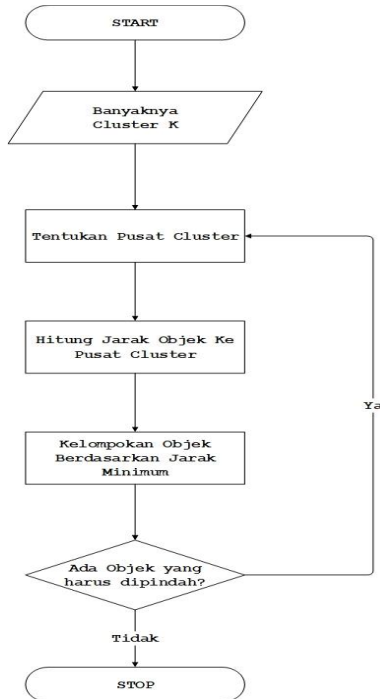 START
Banyaknya
Cluster K
Tentukan Pusat Cluster
Hitung Jarak Objek Ke
Pusat Cluster
Kelompokan Objek
Berdasarkan Jarak
Minimum
Ya
Ada Objek yang
harus dipindah?
Tidak
STOP